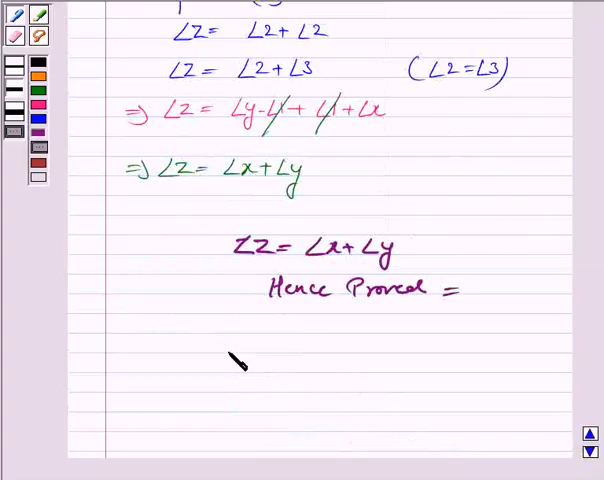 ∠Z = ∠2 + ∠2
∠Z = ∠2 + ∠3 (∠2 = ∠3)
⇒ ∠Z = ∠y - ∠1 + ∠1 + ∠x
⇒ ∠Z = ∠x + ∠y
∠Z = ∠x + ∠y
Hence Proved =